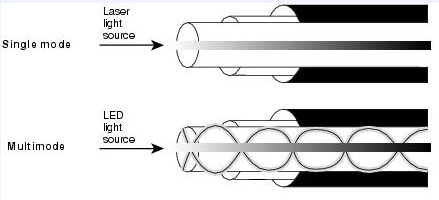 Laser
light
source
Single mode
LED
light
source
Multimode